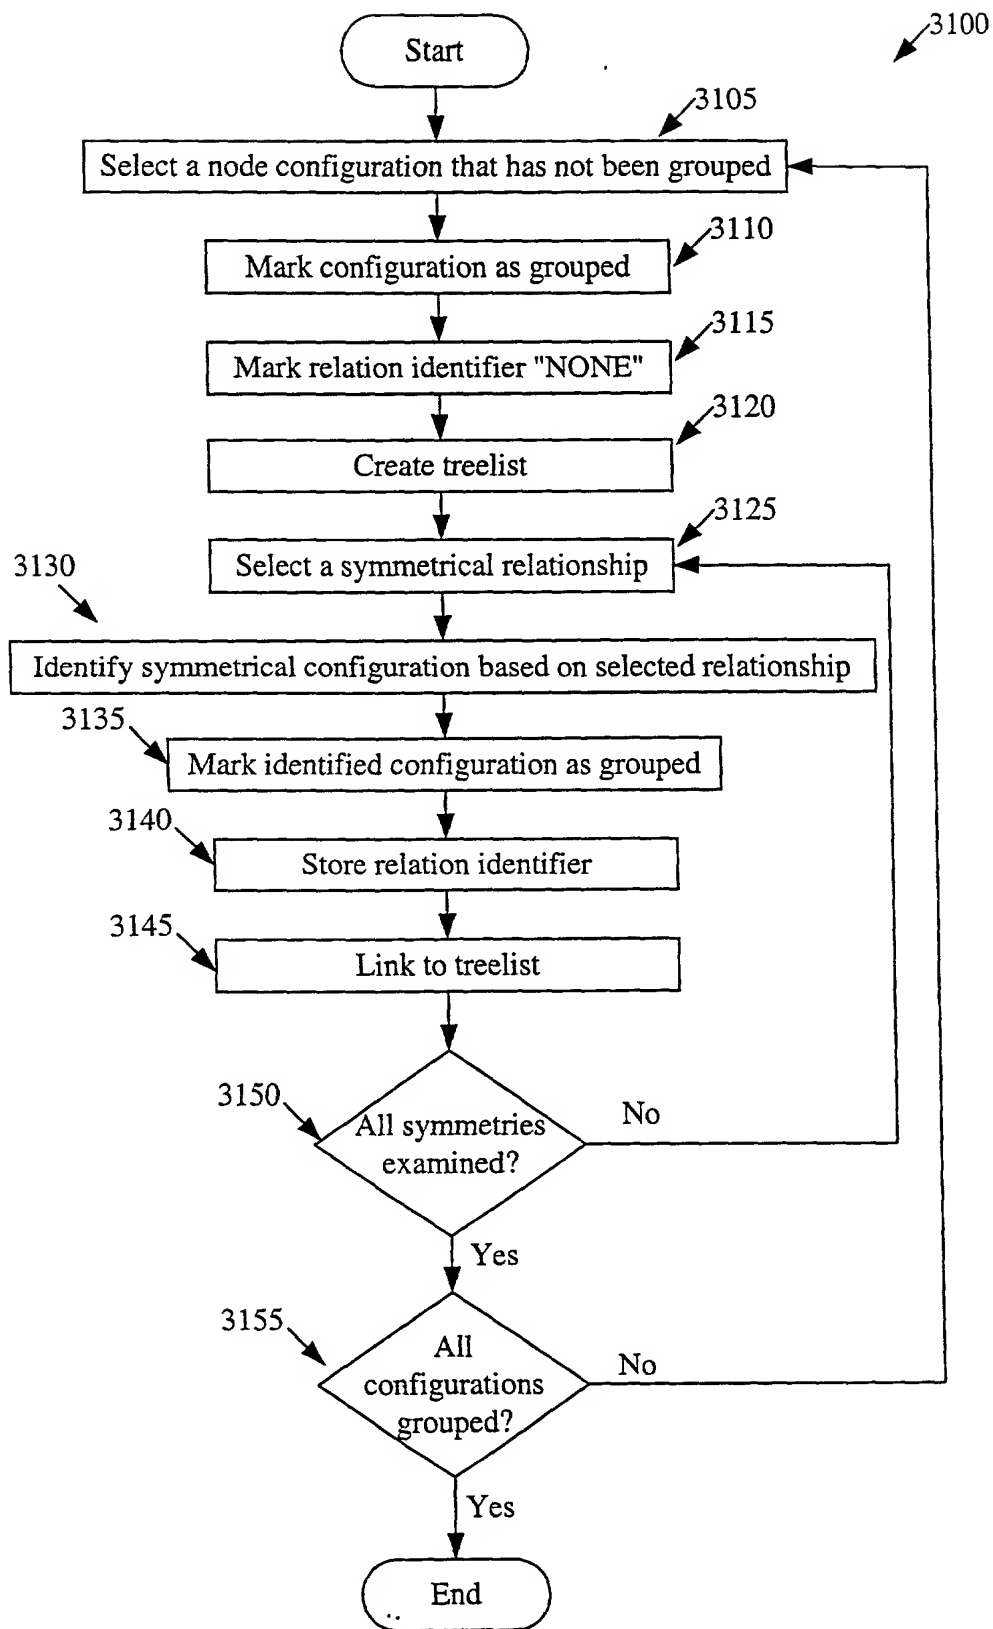 3100
Start
3105
Select a node configuration that has not been grouped
3110
Mark configuration as grouped
3115
Mark relation identifier "NONE"
3120
Create treelist
3125
Select a symmetrical relationship
3130
Identify symmetrical configuration based on selected relationship
3135
Mark identified configuration as grouped
3140
Store relation identifier
3145
Link to treelist
3150
All symmetries
examined?
No
Yes
3155
All
configurations
grouped?
No
Yes
End